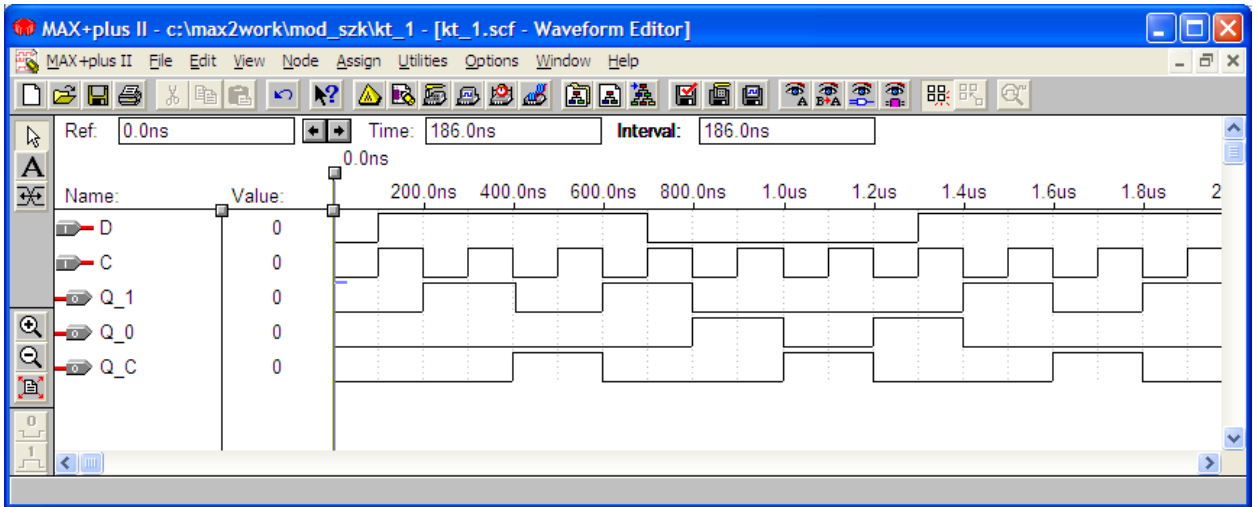 MAX+plus II - c:\max2work\mod_szk\kt_1 - [kt_1.scf - Waveform Editor]
MAX+plus II File Edit View Node Assign Utilities Options Window Help
Ref: 0.0ns Time: 186.0ns Interval: 186.0ns
0.0ns
Name: Value: 200.0ns 400.0ns 600.0ns 800.0ns 1.0us 1.2us 1.4us 1.6us 1.8us 2
D 0
C 0
Q_1 0
Q_0 0
Q_C 0